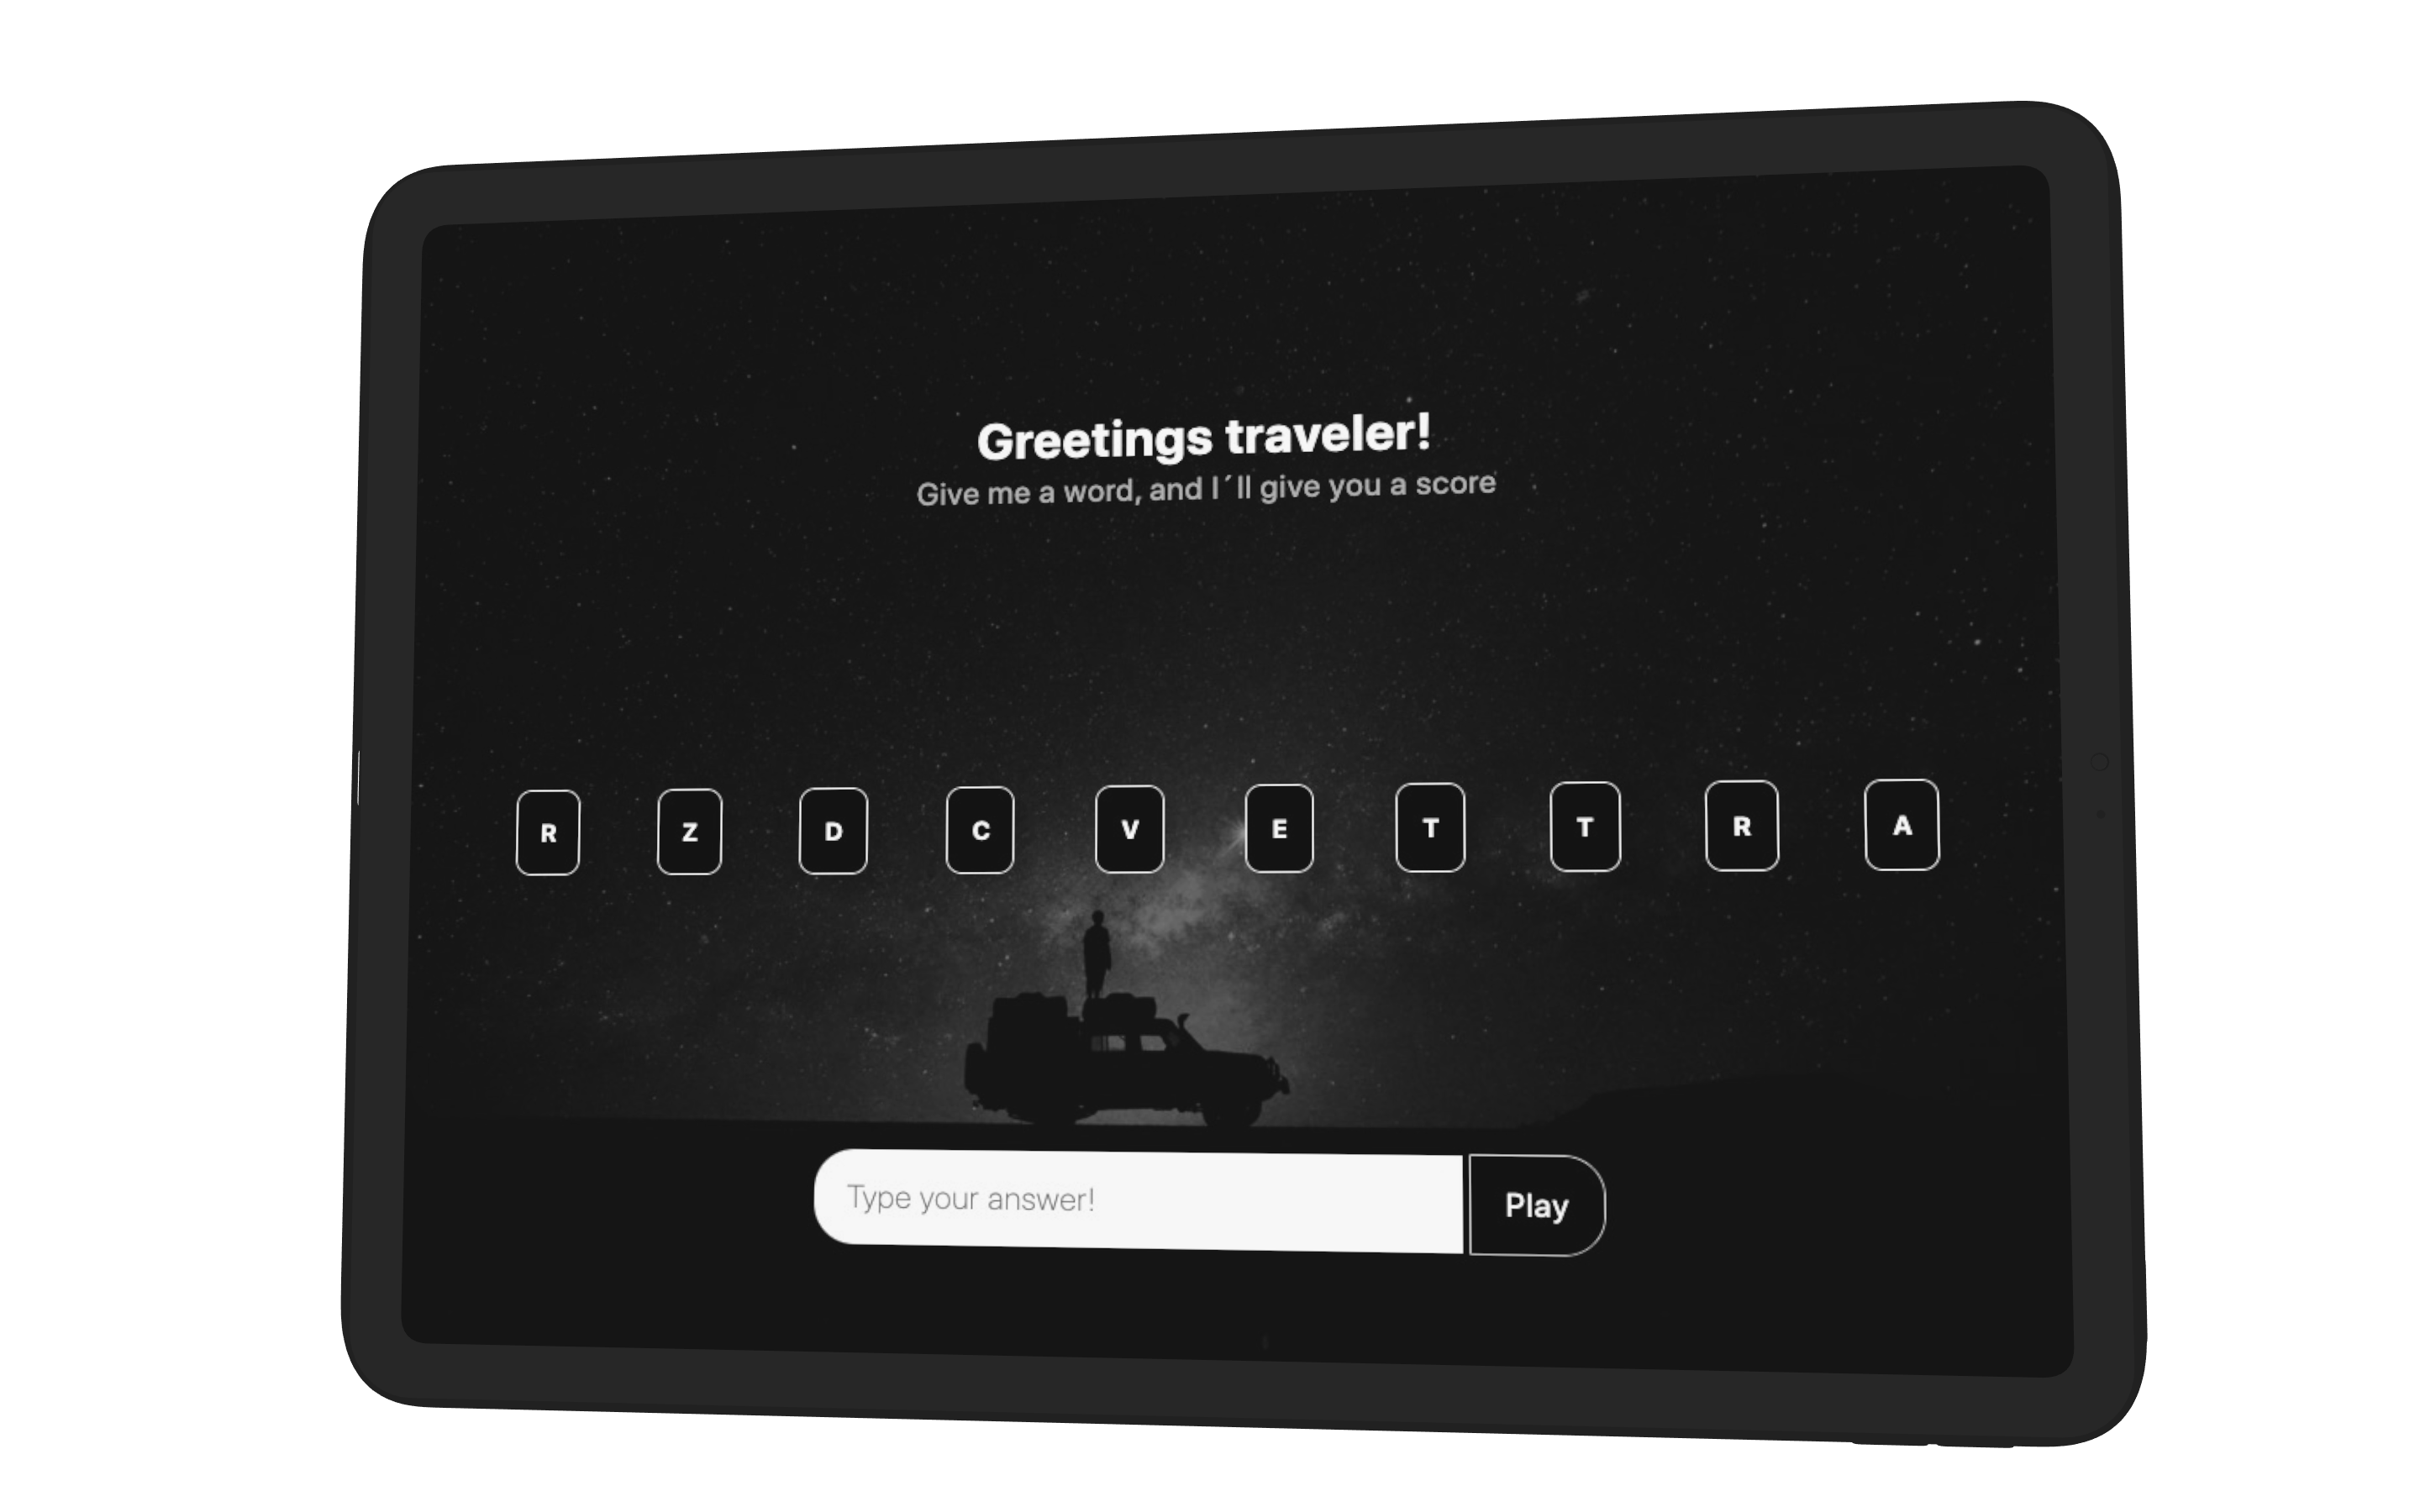 Greetings traveler!
Give me a word, and I´ll give you a score
R Z D C V E T T R A
Type your answer!
Play